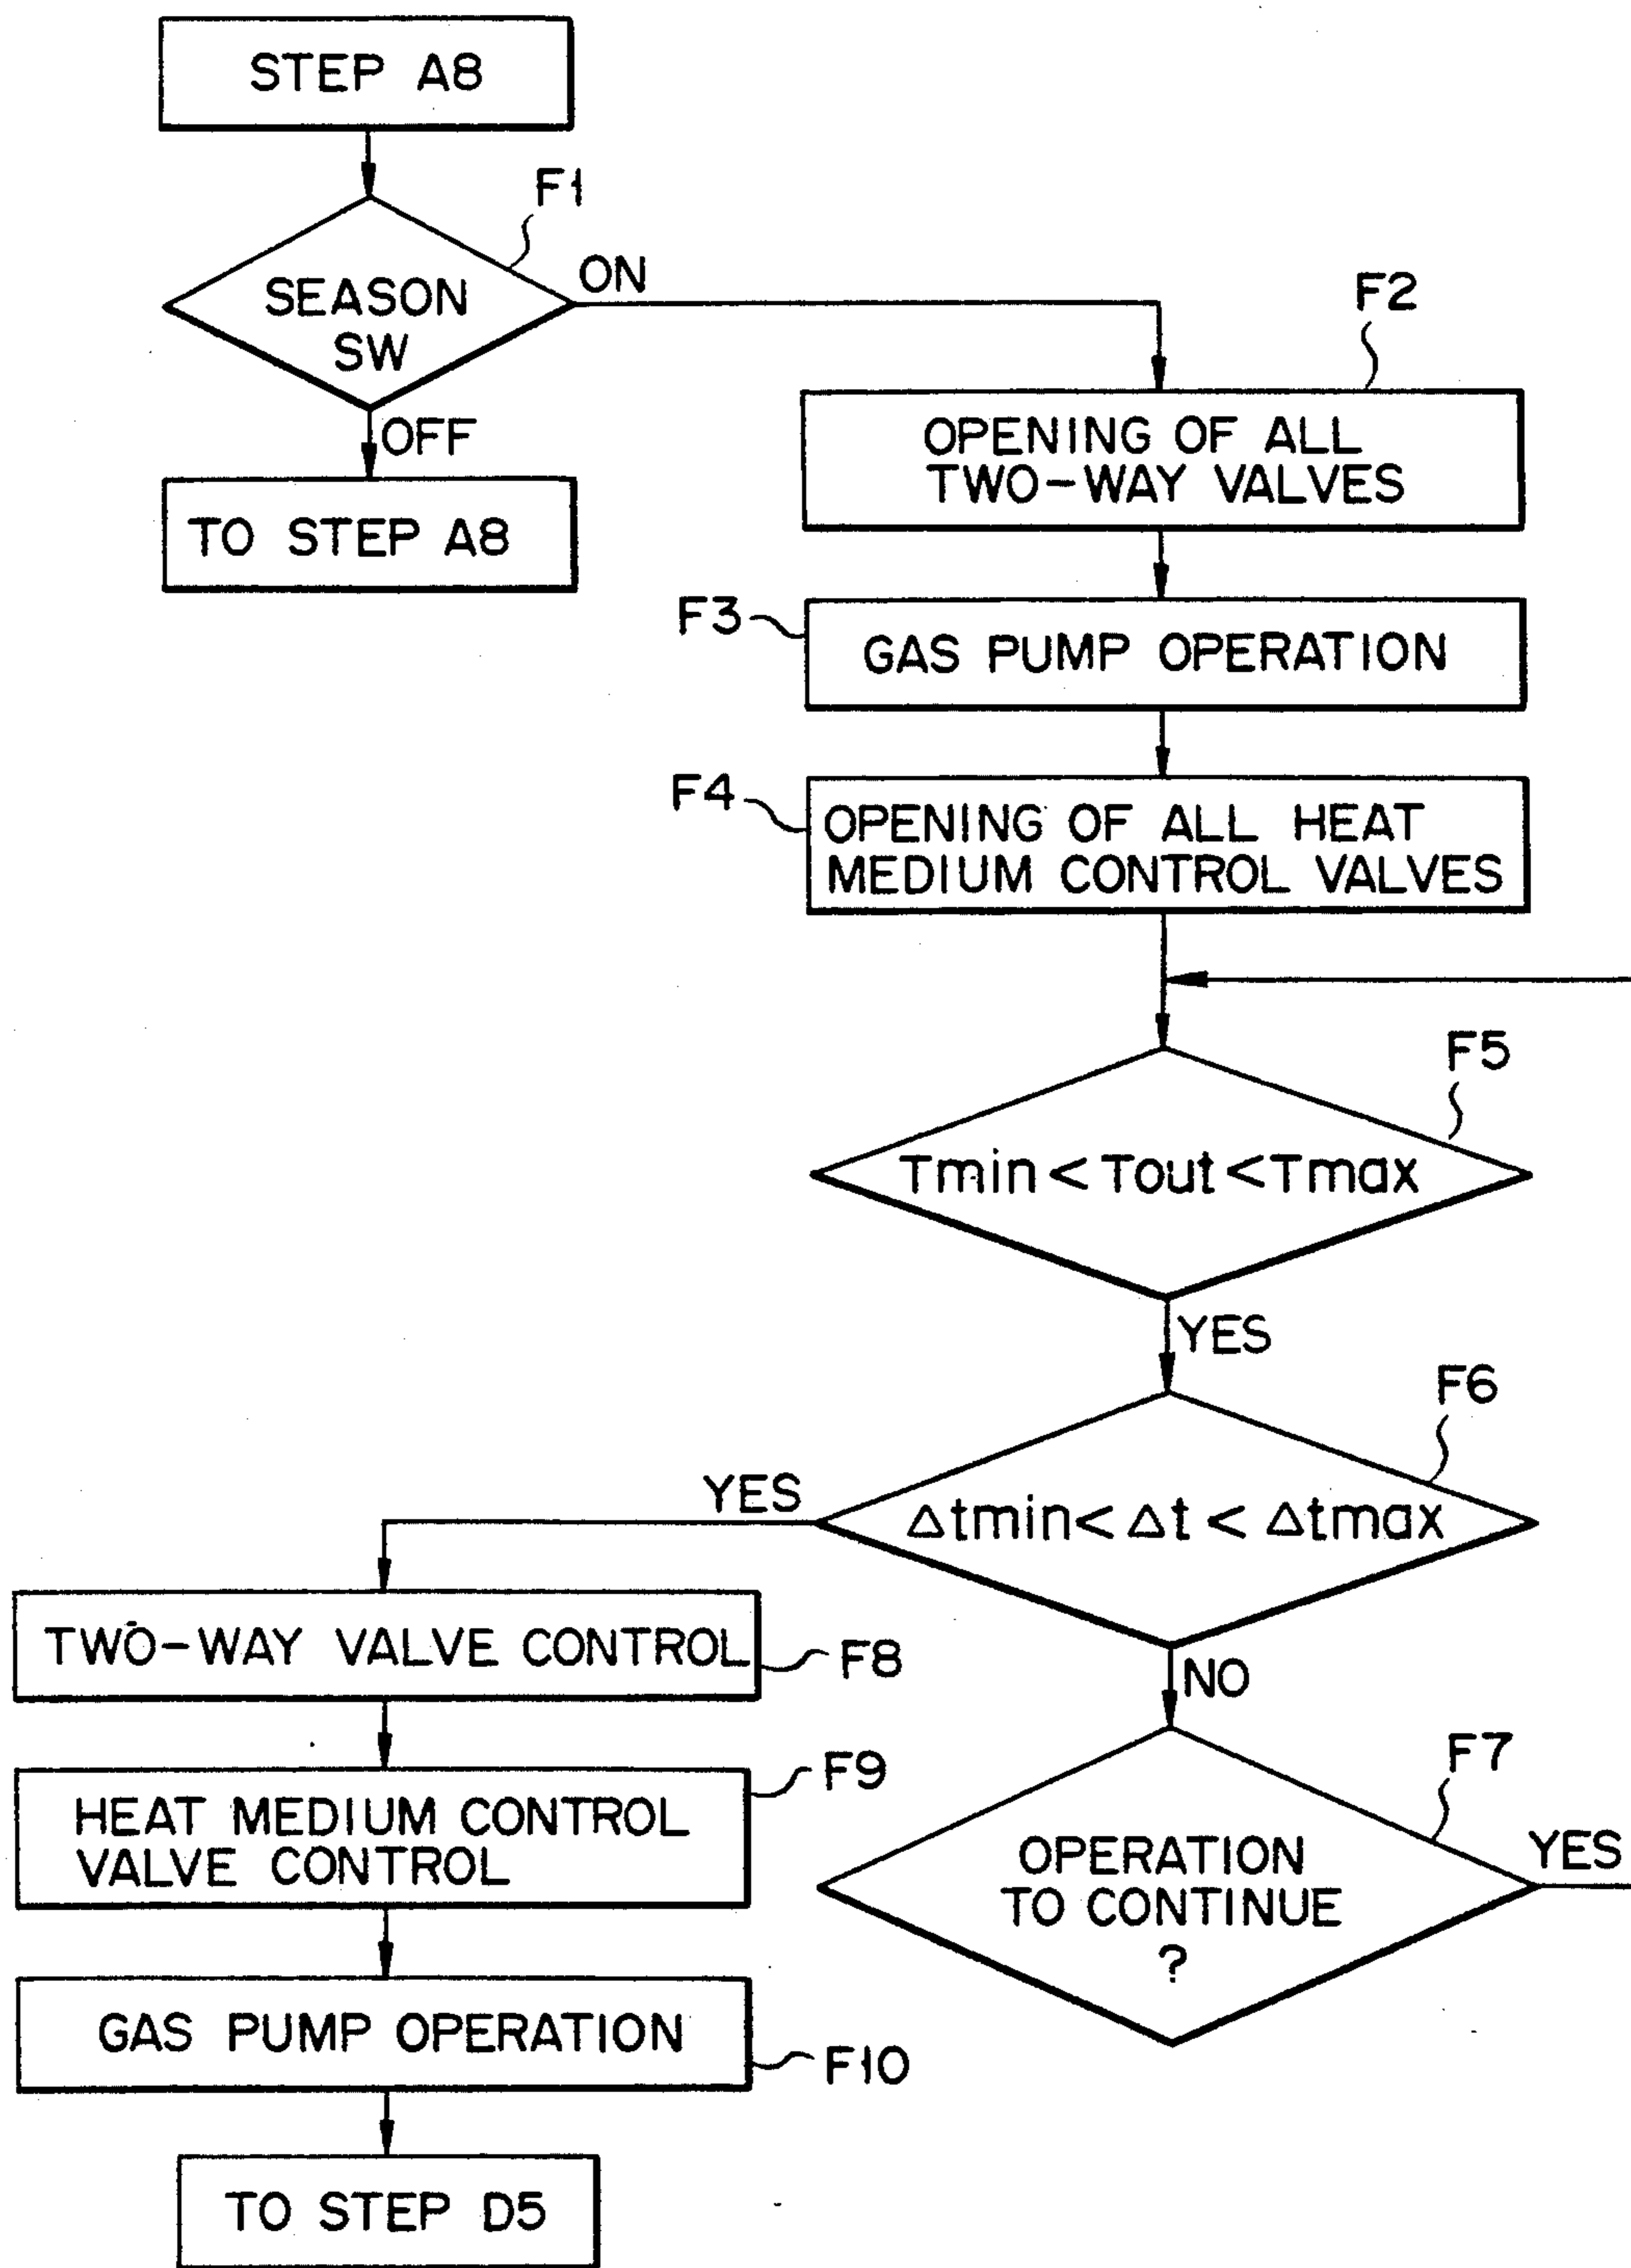 STEP A8
F1
SEASON
SW
ON
OFF
TO STEP A8
F2
OPENING OF ALL
TWO-WAY VALVES
F3
GAS PUMP OPERATION
F4
OPENING OF ALL HEAT
MEDIUM CONTROL VALVES
F5
Tmin < Tout < Tmax
YES
F6
Δtmin < Δt < Δtmax
YES
NO
TWO-WAY VALVE CONTROL
F8
F7
OPERATION
TO CONTINUE
?
YES
HEAT MEDIUM CONTROL
VALVE CONTROL
F9
GAS PUMP OPERATION
F10
TO STEP D5